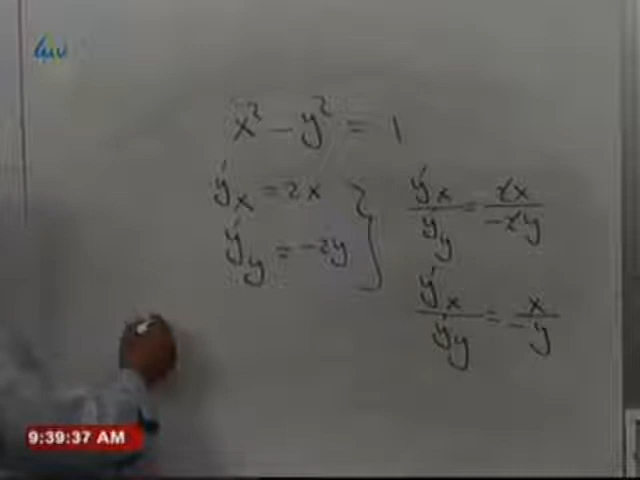 x² - y² = 1
y'x = 2x
y'y = -2y
y'x / y'y = 2x / -2y
y'x / y'y = x / -y
9:39:37 AM